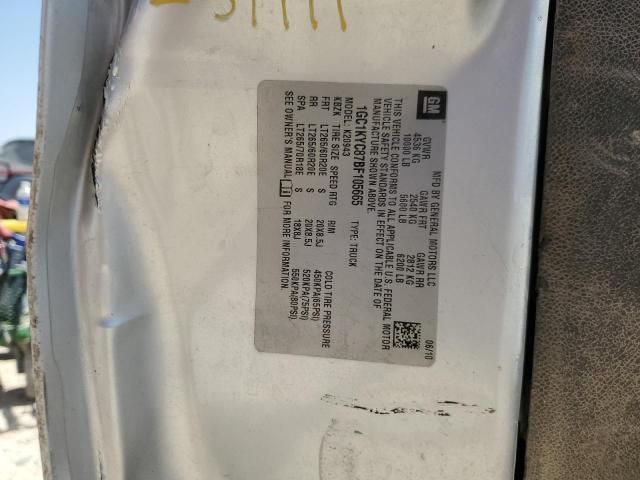 GM
MFD BY GENERAL MOTORS LLC
GVWR GAWR FRT GAWR RR
4536 KG 2540 KG 2812 KG
10000 LB 5600 LB 6200 LB
06/10
THIS VEHICLE CONFORMS TO ALL APPLICABLE U.S. FEDERAL MOTOR
VEHICLE SAFETY STANDARDS IN EFFECT ON THE DATE OF
MANUFACTURE SHOWN ABOVE.
1GC1KYC87BF105665 TYPE: TRUCK
MODEL: K20943
KBZK TIRE SIZE SPEED RTG RIM COLD TIRE PRESSURE
FRT LT265/60R20E S 20X8.5J 450KPA(65PSI)
RR LT265/60R20E S 20X8.5J 520KPA(75PSI)
SPA LT265/70R18E S 18X8J 550KPA(80PSI)
SEE OWNER'S MANUAL FOR MORE INFORMATION.